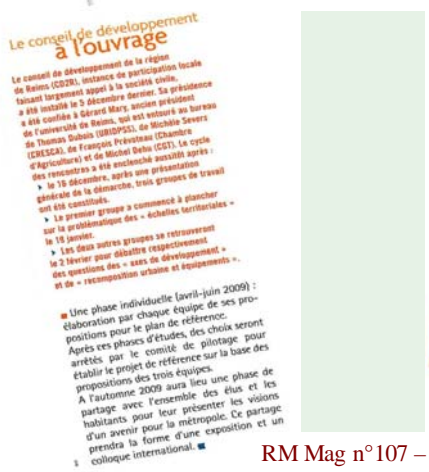 Le conseil de développement
à l'ouvrage
Le conseil de développement de la région
de Reims (CD2R), instance de participation locale
faisant largement appel à la société civile,
a été installé le 5 décembre dernier. Sa présidence
a été confiée à Gérard Mary, ancien président
de l'université de Reims, qui est entouré au bureau
de Thomas Dubois (URIOPSS), de Michèle Severs
(CRESCA), de François Prévoteau (Chambre
d'Agriculture) et de Michel Dehu (CGT). Le cycle
des rencontres a été enclenché aussitôt après :
le 16 décembre, après une présentation
générale de la démarche, trois groupes de travail
ont été constitués.
Le premier groupe a commencé à plancher
sur la problématique des « échelles territoriales »
le 19 janvier.
Les deux autres groupes se retrouveront
le 2 février pour débattre respectivement
des questions des « axes de développement »
et de « recomposition urbaine et équipements ».
Une phase individuelle (avril-juin 2009) :
élaboration par chaque équipe de ses pro-
positions pour le plan de référence.
Après ces phases d'études, des choix seront
arrêtés par le comité de pilotage pour
établir le projet de référence sur la base des
propositions des trois équipes.
A l'automne 2009 aura lieu une phase de
partage avec l'ensemble des élus et les
habitants pour leur présenter les visions
d'un avenir pour la métropole. Ce partage
prendra la forme d'une exposition et un
colloque international.
RM Mag n°107 –